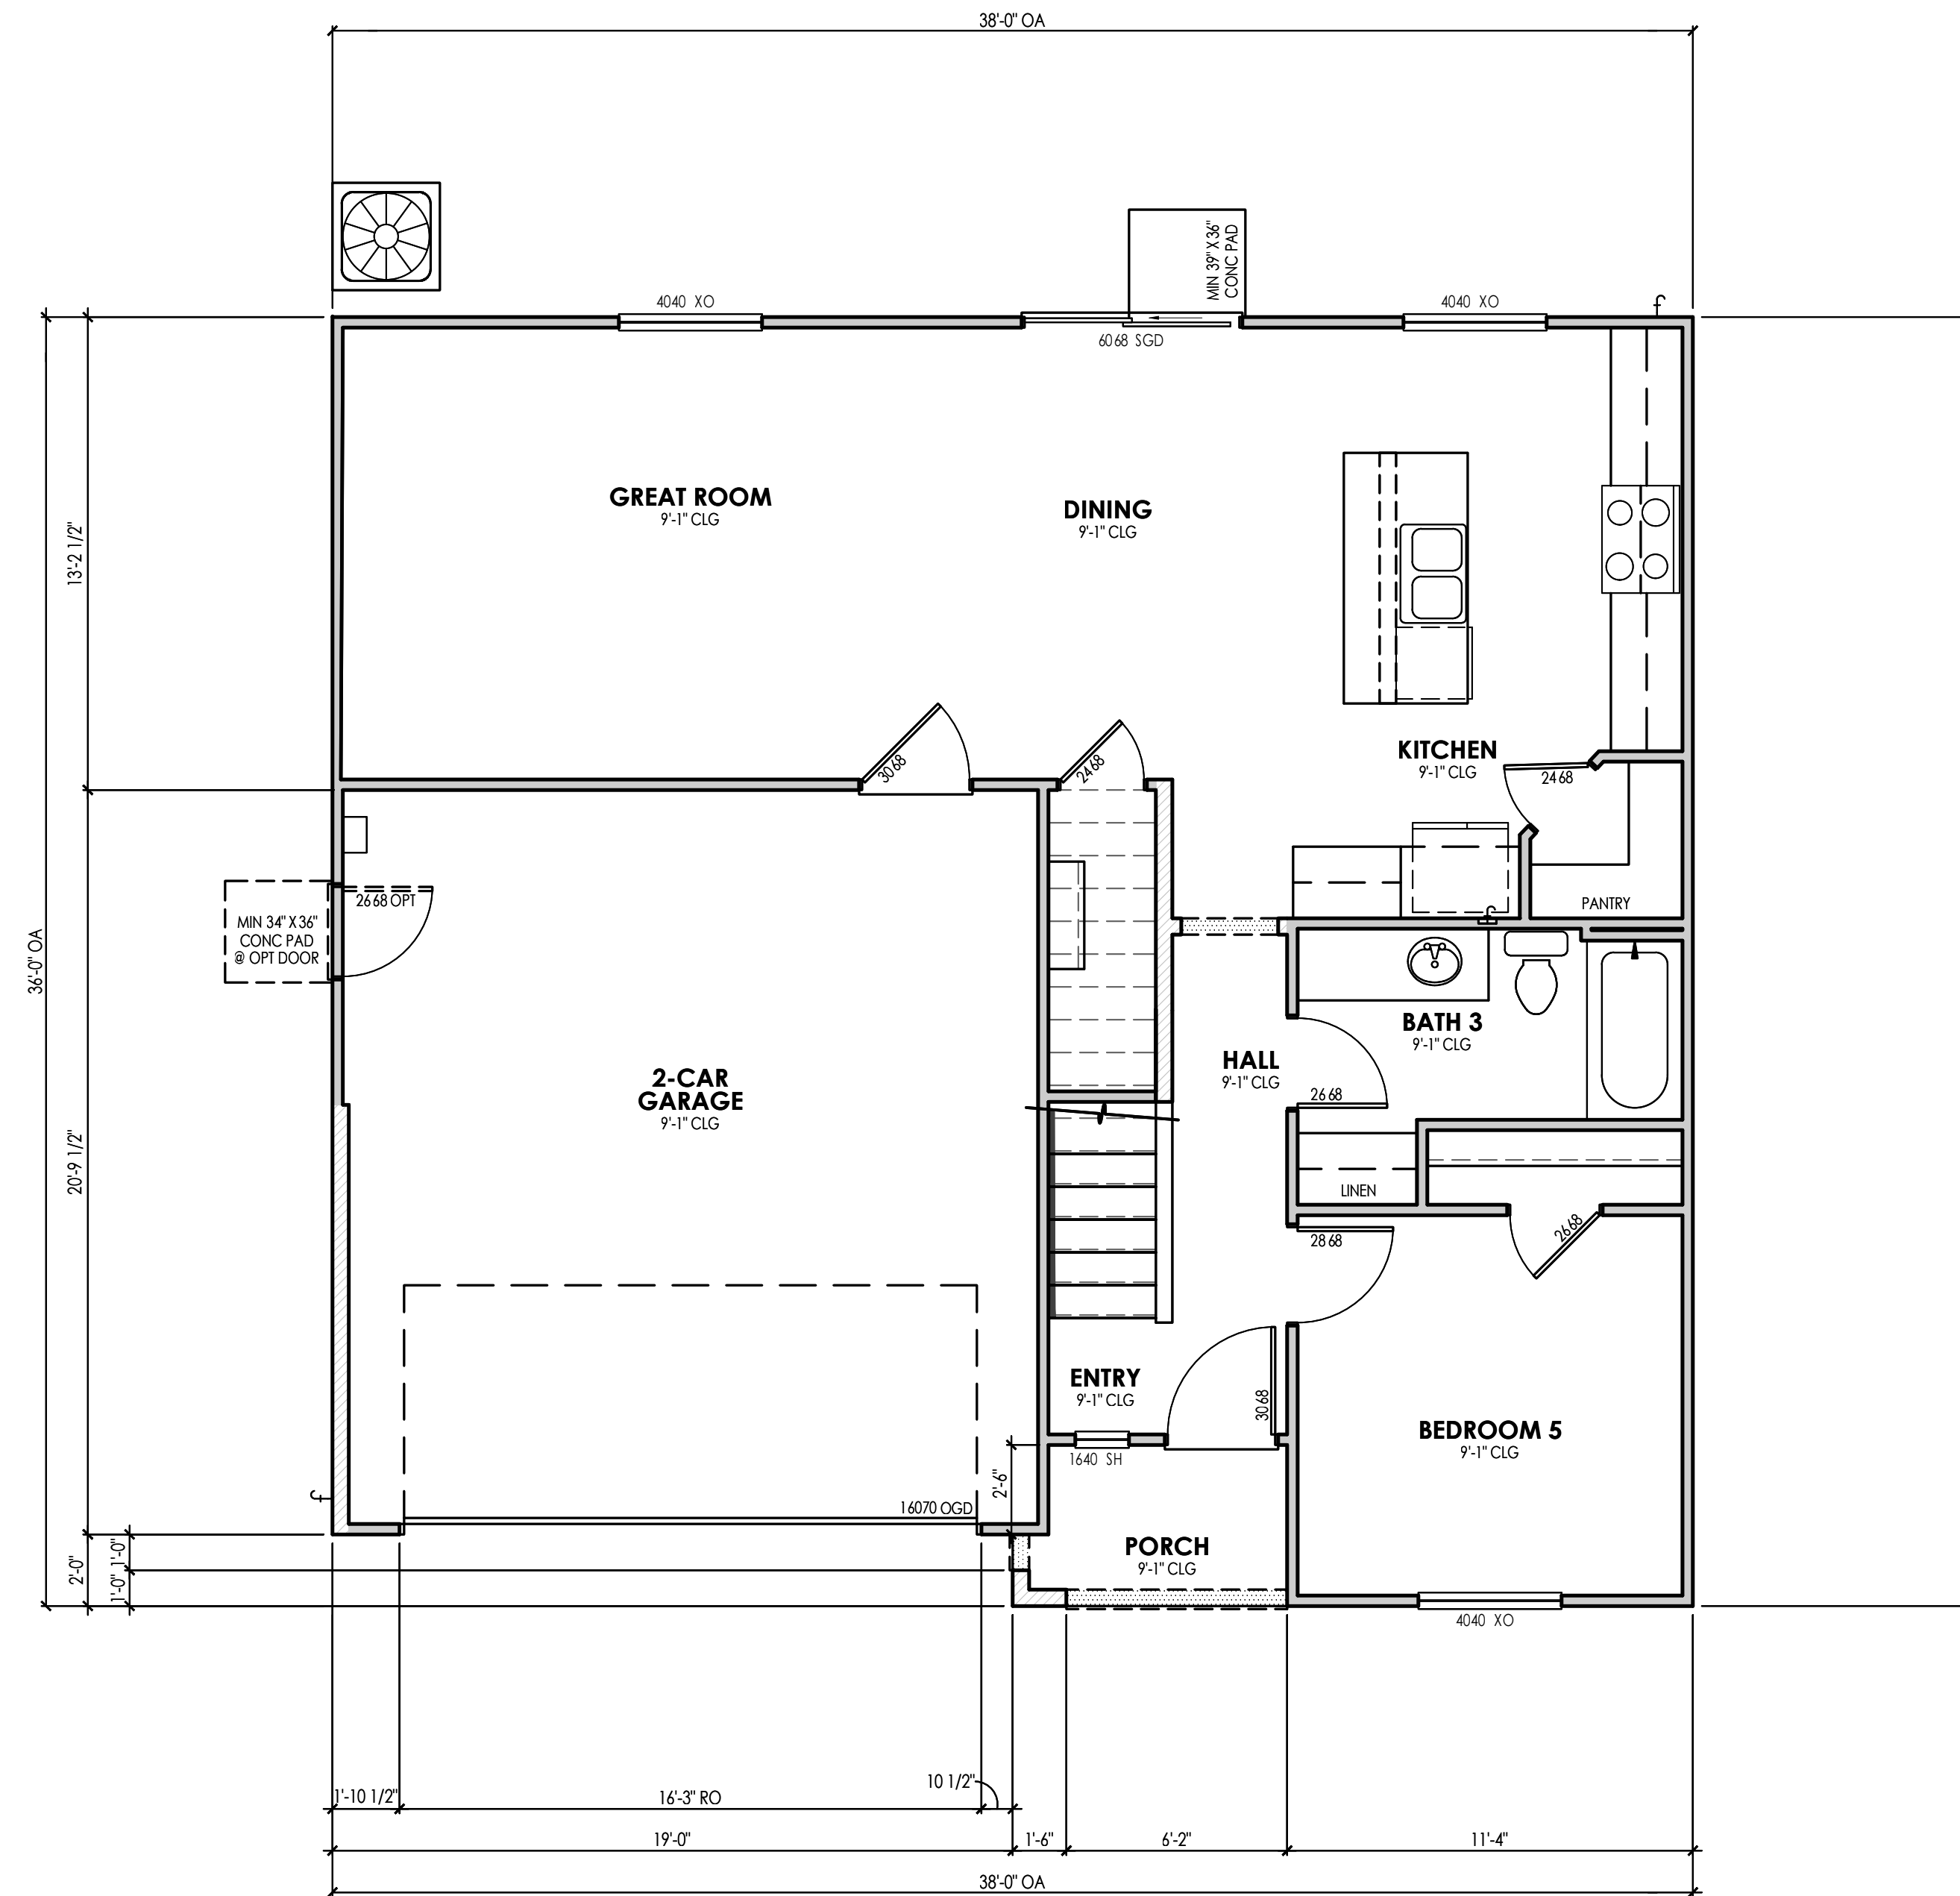 38'-0" OA
MIN 39" X 36"
CONC PAD
4040 XO
4040 XO
6068 SGD
GREAT ROOM
9'-1" CLG
DINING
9'-1" CLG
13'-2 1/2"
KITCHEN
9'-1" CLG
3068
2468
2468
2668 OPT
PANTRY
MIN 34" X 36"
CONC PAD
@ OPT DOOR
36'-0" OA
BATH 3
9'-1" CLG
HALL
9'-1" CLG
2-CAR
GARAGE
9'-1" CLG
2668
20'-9 1/2"
LINEN
2868
2668
ENTRY
9'-1" CLG
3068
BEDROOM 5
9'-1" CLG
1640 SH
2'-6"
16070 OGD
PORCH
9'-1" CLG
2'-0"
1'-0"
1'-0"
4040 XO
1'-10 1/2"
16'-3" RO
10 1/2"
19'-0"
1'-6"
6'-2"
11'-4"
38'-0" OA